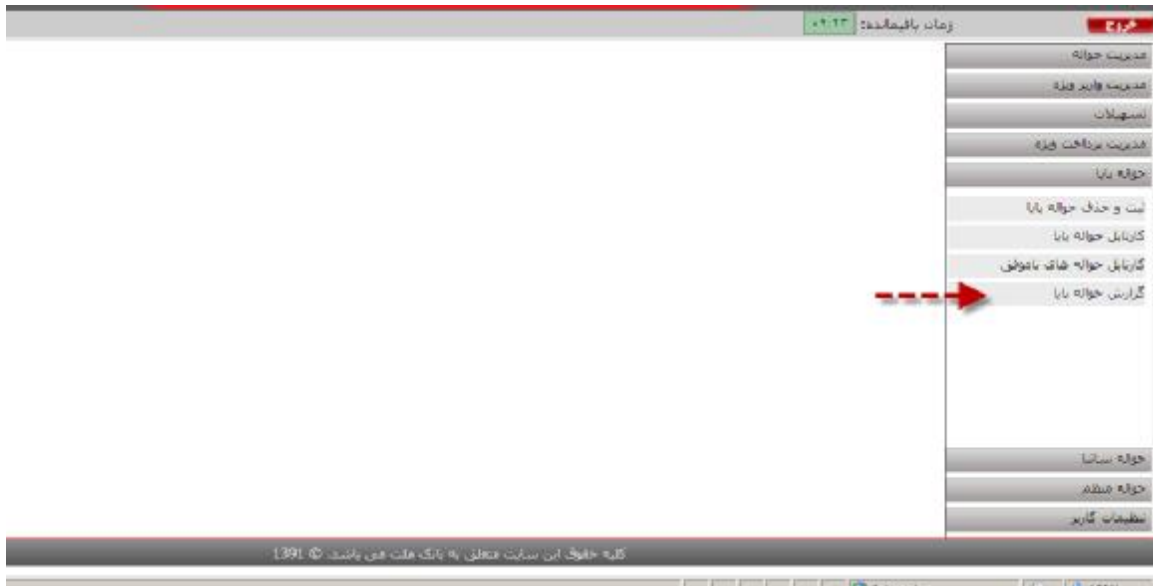 خروج
زمان باقیمانده: ۰۹:۲۳
مدیریت حواله
مدیریت واریز ویژه
تسهیلات
مدیریت پرداخت ویژه
حواله پایا
ثبت و حذف حواله پایا
کارتابل حواله پایا
کارتابل حواله های ناموفق
گزارش حواله پایا
حواله ساتنا
حواله منظم
تنظیمات کاربر
کلیه حقوق این سایت متعلق به بانک ملت می باشد. © 1391